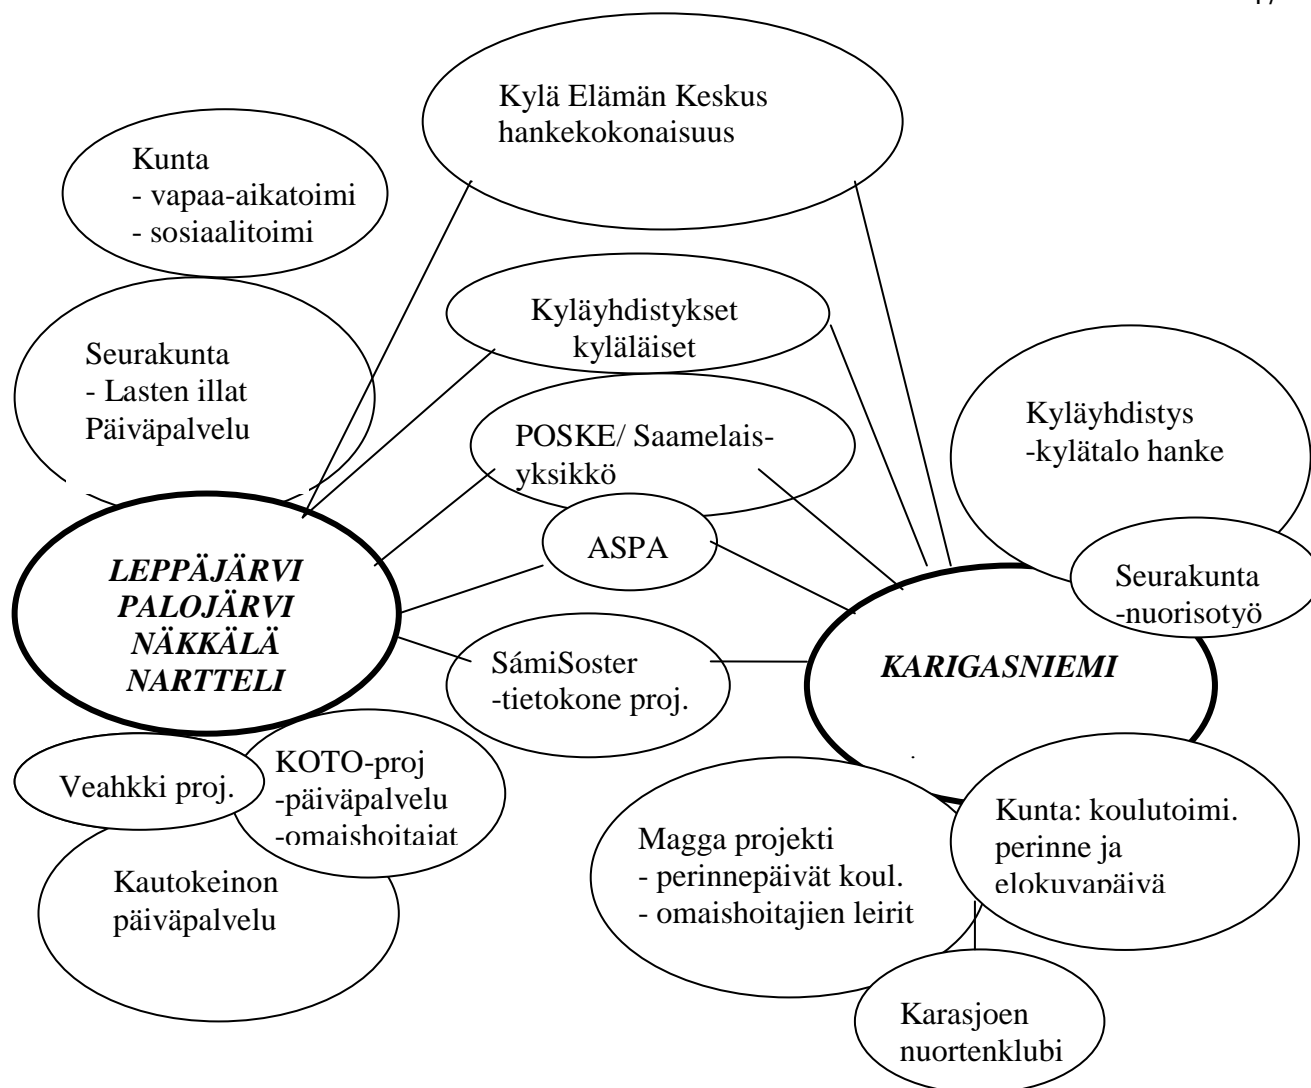 Kylä Elämän Keskus
hankekokonaisuus
Kunta
- vapaa-aikatoimi
- sosiaalitoimi
Kyläyhdistykset
kyläläiset
Seurakunta
- Lasten illat
Päiväpalvelu
Kyläyhdistys
-kylätalo hanke
POSKE/ Saamelais-
yksikkö
ASPA
Seurakunta
-nuorisotyö
LEPPÄJÄRVI
PALOJÄRVI
NÄKKÄLÄ
NARTTELI
SámiSoster
-tietokone proj.
KARIGASNIEMI
Veahkki proj.
KOTO-proj
-päiväpalvelu
-omaishoitajat
Kautokeinon
päiväpalvelu
Magga projekti
- perinnepäivät koul.
- omaishoitajien leirit
Kunta: koulutoimi.
perinne ja
elokuvapäivä
Karasjoen
nuortenklubi